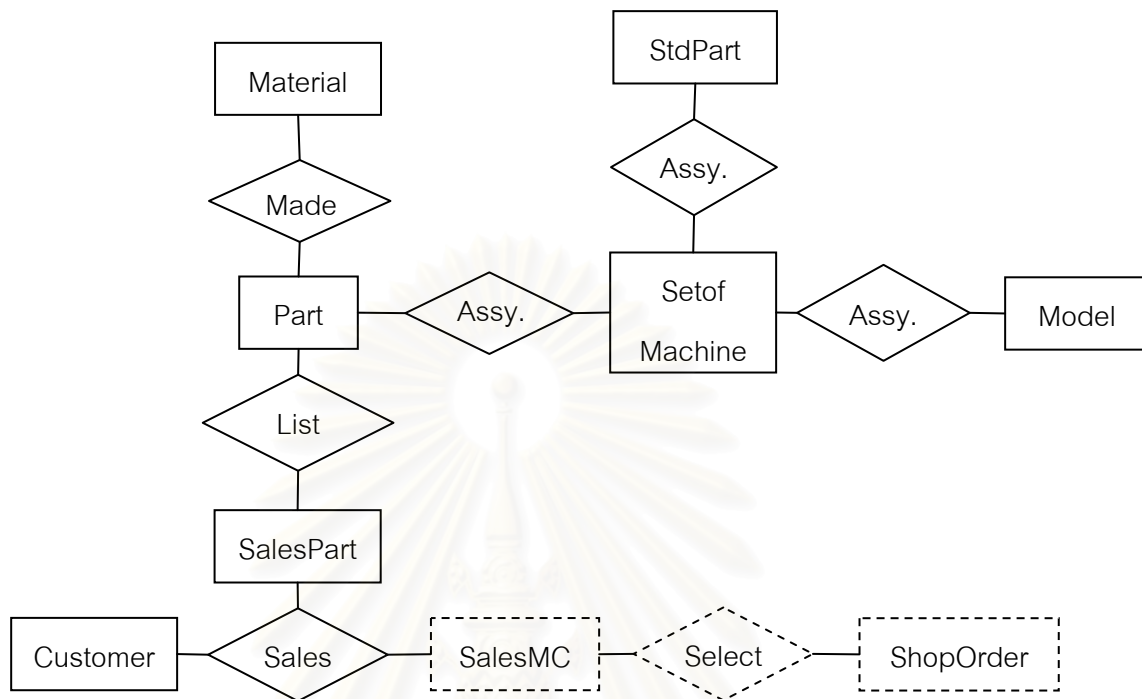 StdPart
Material
Assy.
Made
Setof
Machine
Part
Assy.
Assy.
Model
List
SalesPart
Customer
Sales
SalesMC
Select
ShopOrder